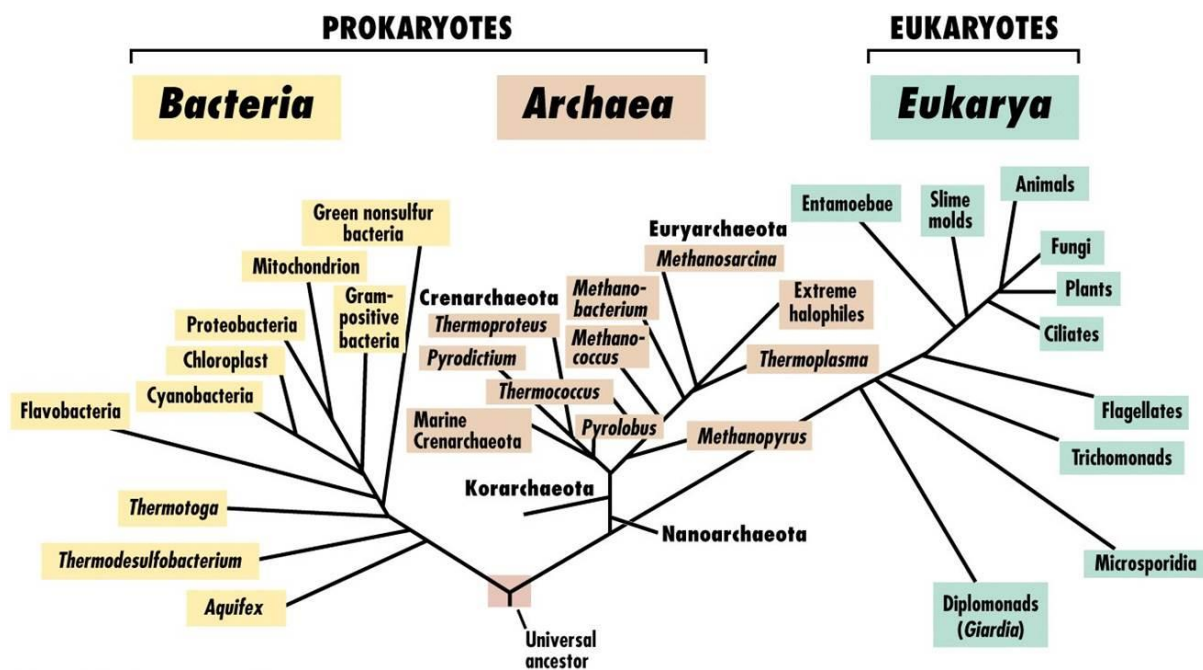 PROKARYOTES
EUKARYOTES
Bacteria
Archaea
Eukarya
Green nonsulfur
bacteria
Mitochondrion
Gram-
positive
bacteria
Proteobacteria
Chloroplast
Cyanobacteria
Flavobacteria
Thermotoga
Thermodesulfobacterium
Aquifex
Crenarchaeota
Thermoproteus
Pyrodictium
Thermococcus
Marine
Crenarchaeota
Pyrolobus
Korarchaeota
Nanoarchaeota
Euryarchaeota
Methanosarcina
Methano-
bacterium
Methano-
coccus
Extreme
halophiles
Thermoplasma
Methanopyrus
Entamoebae
Slime
molds
Animals
Fungi
Plants
Ciliates
Flagellates
Trichomonads
Microsporidia
Diplomonads
(Giardia)
Universal
ancestor